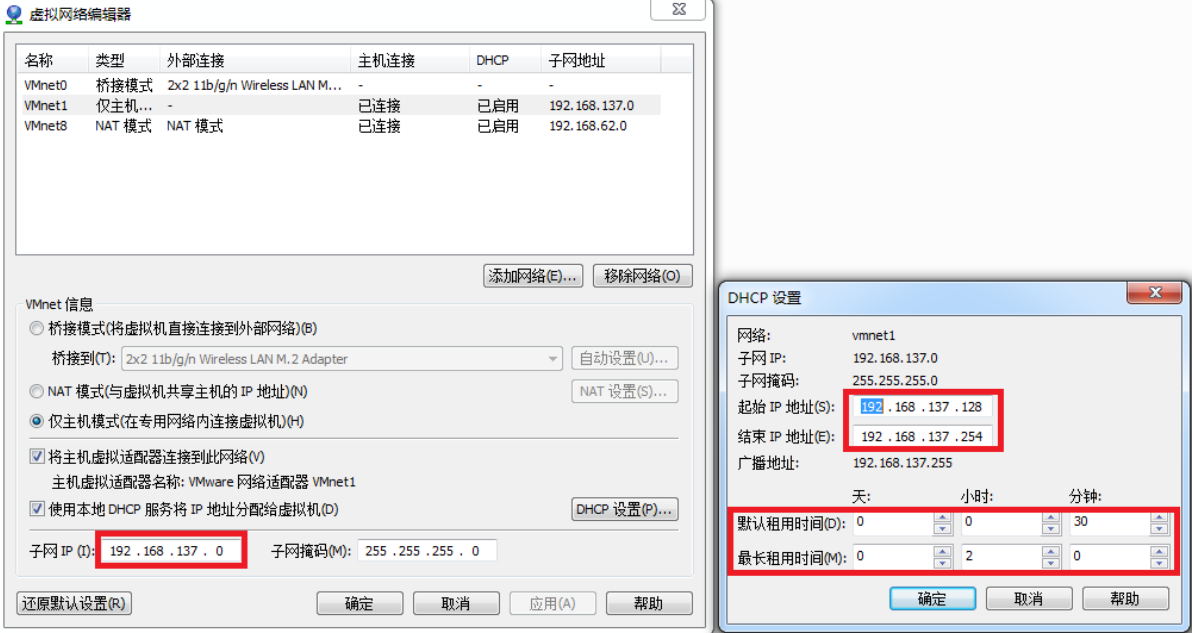 虚拟网络编辑器
名称 类型 外部连接 主机连接 DHCP 子网地址
VMnet0 桥接模式 2x2 11b/g/n Wireless LAN M... - - -
VMnet1 仅主机... - 已连接 已启用 192.168.137.0
VMnet8 NAT 模式 NAT 模式 已连接 已启用 192.168.62.0
添加网络(E)... 移除网络(O)
VMnet 信息
桥接模式(将虚拟机直接连接到外部网络)(B)
桥接到(T): 2x2 11b/g/n Wireless LAN M.2 Adapter 自动设置(U)...
NAT 模式(与虚拟机共享主机的 IP 地址)(N) NAT 设置(S)...
仅主机模式(在专用网络内连接虚拟机)(H)
将主机虚拟适配器连接到此网络(V)
主机虚拟适配器名称: VMware 网络适配器 VMnet1
使用本地 DHCP 服务将 IP 地址分配给虚拟机(D) DHCP 设置(P)...
子网 IP (I): 192 . 168 . 137 . 0 子网掩码(M): 255 . 255 . 255 . 0
还原默认设置(R) 确定 取消 应用(A) 帮助
DHCP 设置
网络: vmnet1
子网 IP: 192.168.137.0
子网掩码: 255.255.255.0
起始 IP 地址(S): 192 . 168 . 137 . 128
结束 IP 地址(E): 192 . 168 . 137 . 254
广播地址: 192.168.137.255
天: 小时: 分钟:
默认租用时间(D): 0 0 30
最长租用时间(M): 0 2 0
确定 取消 帮助